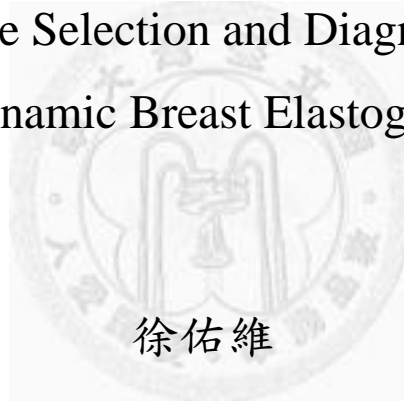 e Selection and Diagn
namic Breast Elastog
徐佑維